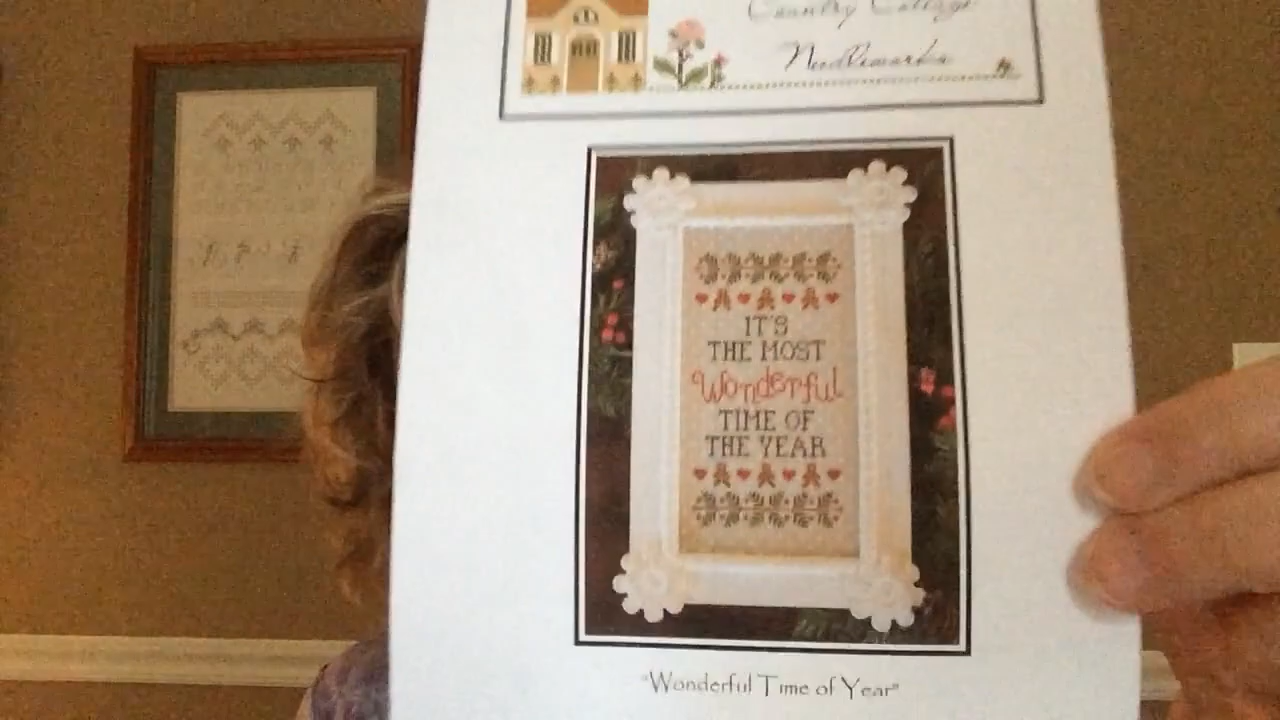 Country Cottage
Needleworks
IT'S
THE MOST
Wonderful
TIME OF
THE YEAR
"Wonderful Time of Year"